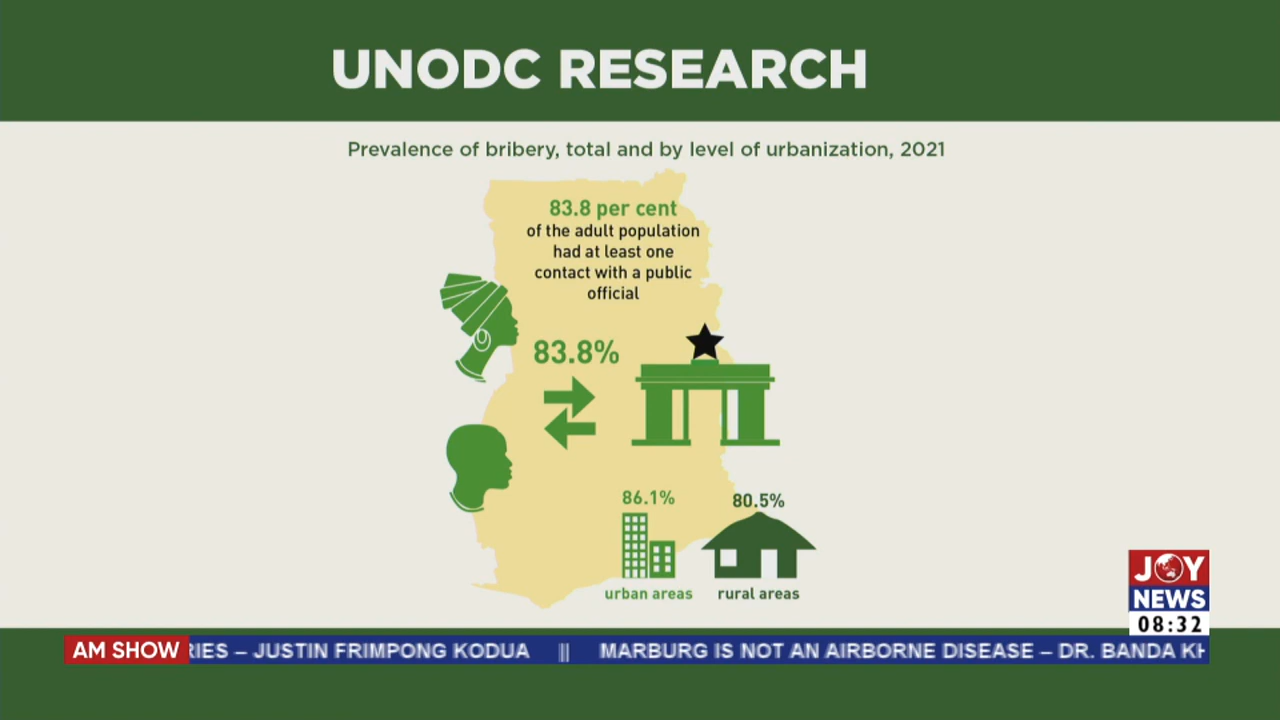 UNODC RESEARCH
Prevalence of bribery, total and by level of urbanization, 2021
83.8 per cent
of the adult population
had at least one
contact with a public
official
83.8%
86.1%
80.5%
urban areas
rural areas
JOY
NEWS
08:32
AM SHOW
RIES – JUSTIN FRIMPONG KODUA || MARBURG IS NOT AN AIRBORNE DISEASE – DR. BANDA